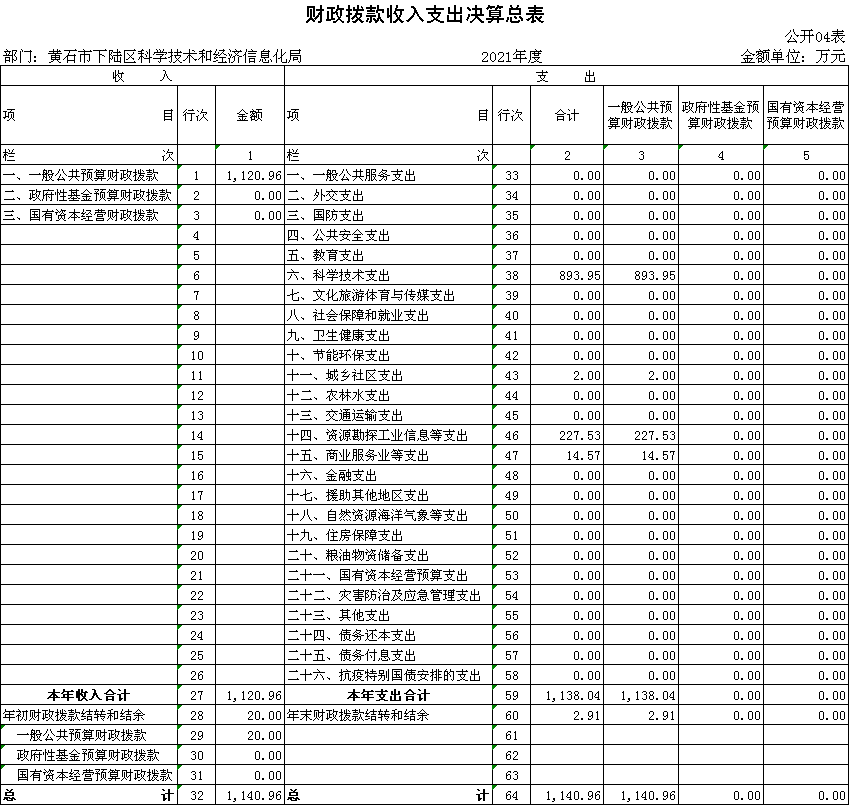 财政拨款收入支出决算总表
公开04表
部门：黄石市下陆区科学技术和经济信息化局 2021年度 金额单位：万元
收 入 支 出
项 目 行次 金额 项 目 行次 合计 一般公共预算财政拨款 政府性基金预算财政拨款 国有资本经营预算财政拨款
栏 次 1 栏 次 2 3 4 5
一、一般公共预算财政拨款 1 1,120.96 一、一般公共服务支出 33 0.00 0.00 0.00 0.00
二、政府性基金预算财政拨款 2 0.00 二、外交支出 34 0.00 0.00 0.00 0.00
三、国有资本经营财政拨款 3 0.00 三、国防支出 35 0.00 0.00 0.00 0.00
4 四、公共安全支出 36 0.00 0.00 0.00 0.00
5 五、教育支出 37 0.00 0.00 0.00 0.00
6 六、科学技术支出 38 893.95 893.95 0.00 0.00
7 七、文化旅游体育与传媒支出 39 0.00 0.00 0.00 0.00
8 八、社会保障和就业支出 40 0.00 0.00 0.00 0.00
9 九、卫生健康支出 41 0.00 0.00 0.00 0.00
10 十、节能环保支出 42 0.00 0.00 0.00 0.00
11 十一、城乡社区支出 43 2.00 2.00 0.00 0.00
12 十二、农林水支出 44 0.00 0.00 0.00 0.00
13 十三、交通运输支出 45 0.00 0.00 0.00 0.00
14 十四、资源勘探工业信息等支出 46 227.53 227.53 0.00 0.00
15 十五、商业服务业等支出 47 14.57 14.57 0.00 0.00
16 十六、金融支出 48 0.00 0.00 0.00 0.00
17 十七、援助其他地区支出 49 0.00 0.00 0.00 0.00
18 十八、自然资源海洋气象等支出 50 0.00 0.00 0.00 0.00
19 十九、住房保障支出 51 0.00 0.00 0.00 0.00
20 二十、粮油物资储备支出 52 0.00 0.00 0.00 0.00
21 二十一、国有资本经营预算支出 53 0.00 0.00 0.00 0.00
22 二十二、灾害防治及应急管理支出 54 0.00 0.00 0.00 0.00
23 二十三、其他支出 55 0.00 0.00 0.00 0.00
24 二十四、债务还本支出 56 0.00 0.00 0.00 0.00
25 二十五、债务付息支出 57 0.00 0.00 0.00 0.00
26 二十六、抗疫特别国债安排的支出 58 0.00 0.00 0.00 0.00
本年收入合计 27 1,120.96 本年支出合计 59 1,138.04 1,138.04 0.00 0.00
年初财政拨款结转和结余 28 20.00 年末财政拨款结转和结余 60 2.91 2.91 0.00 0.00
一般公共预算财政拨款 29 20.00 61
政府性基金预算财政拨款 30 0.00 62
国有资本经营预算财政拨款 31 0.00 63
总 计 32 1,140.96 总 计 64 1,140.96 1,140.96 0.00 0.00